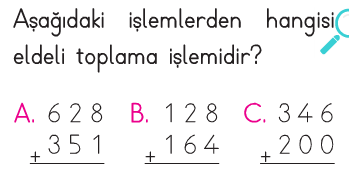 Aşağıdaki işlemlerden hangisi
eldeli toplama işlemidir?
A. 628 B. 128 C. 346
351 164 200
+ + +